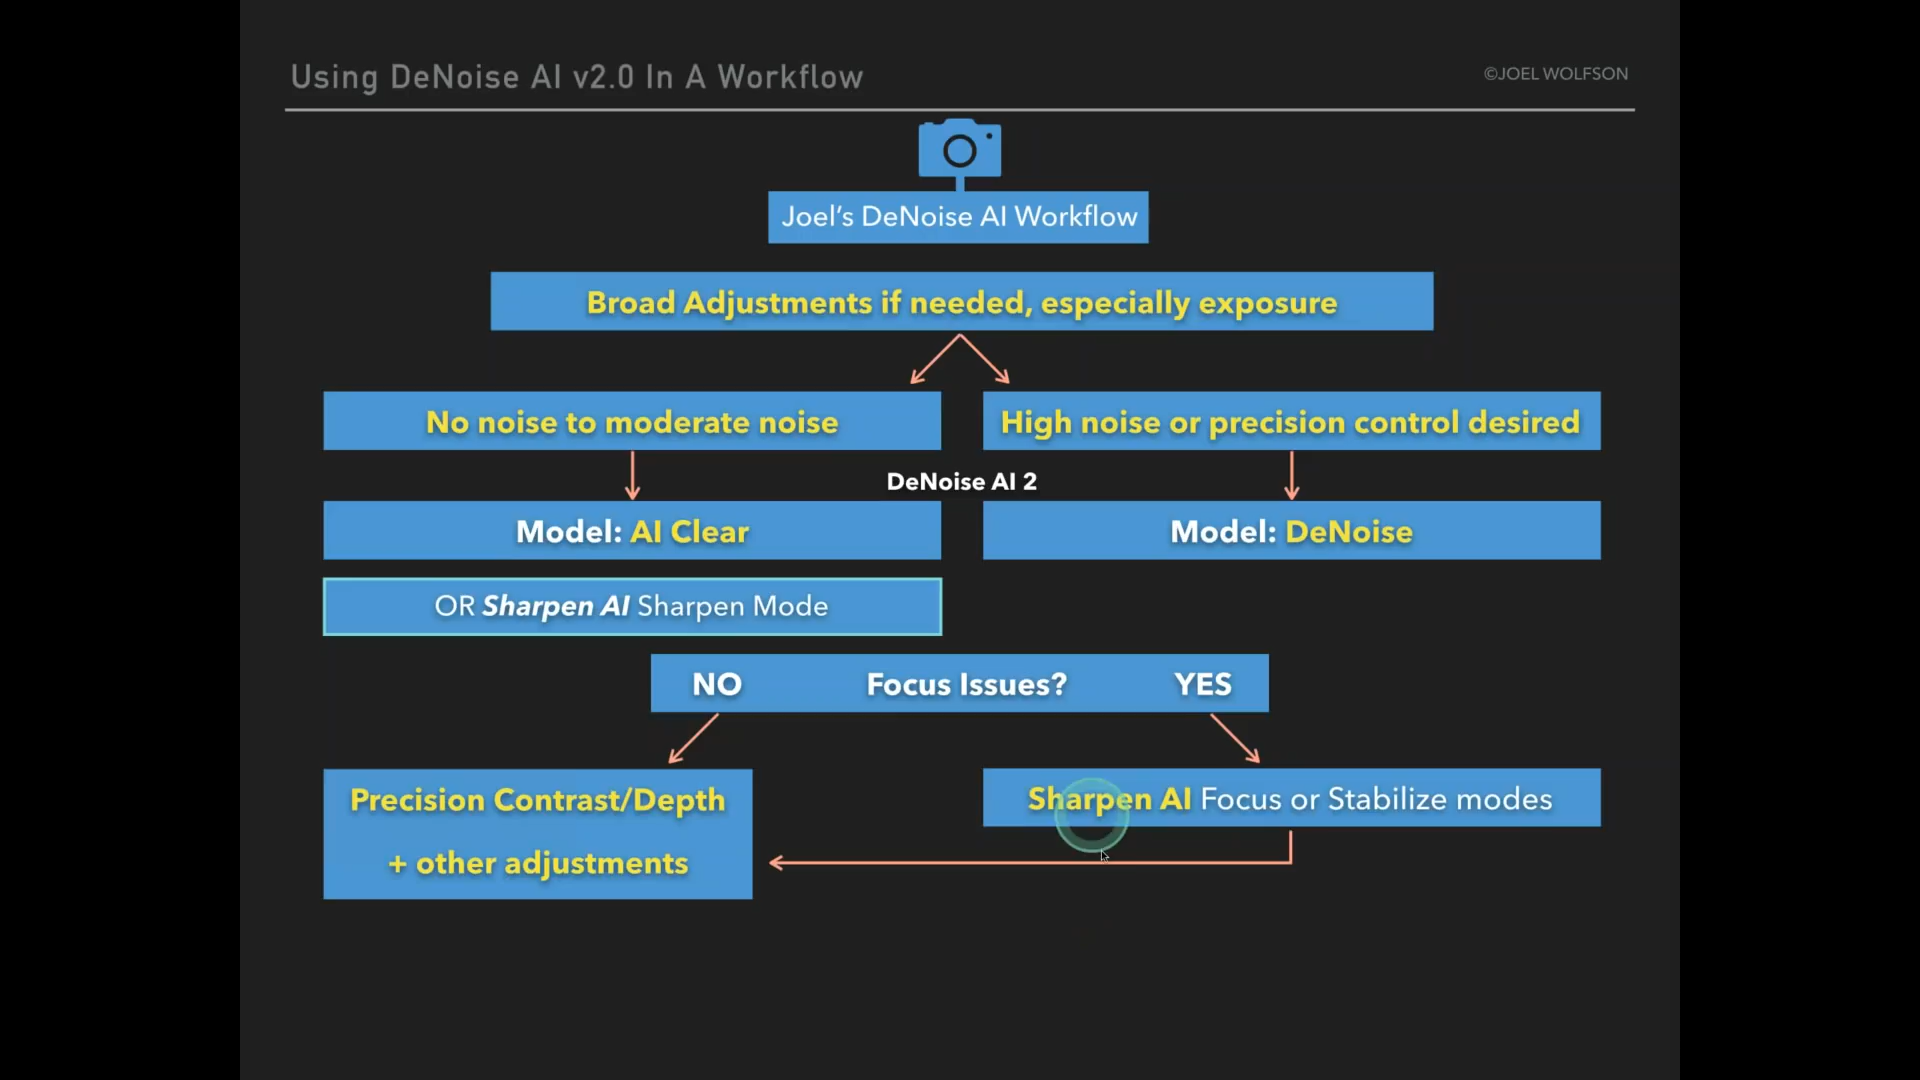 Using DeNoise AI v2.0 In A Workflow
©JOEL WOLFSON
Joel's DeNoise AI Workflow
Broad Adjustments if needed, especially exposure
No noise to moderate noise
High noise or precision control desired
DeNoise AI 2
Model: AI Clear
Model: DeNoise
OR Sharpen AI Sharpen Mode
NO Focus Issues? YES
Precision Contrast/Depth
+ other adjustments
Sharpen AI Focus or Stabilize modes